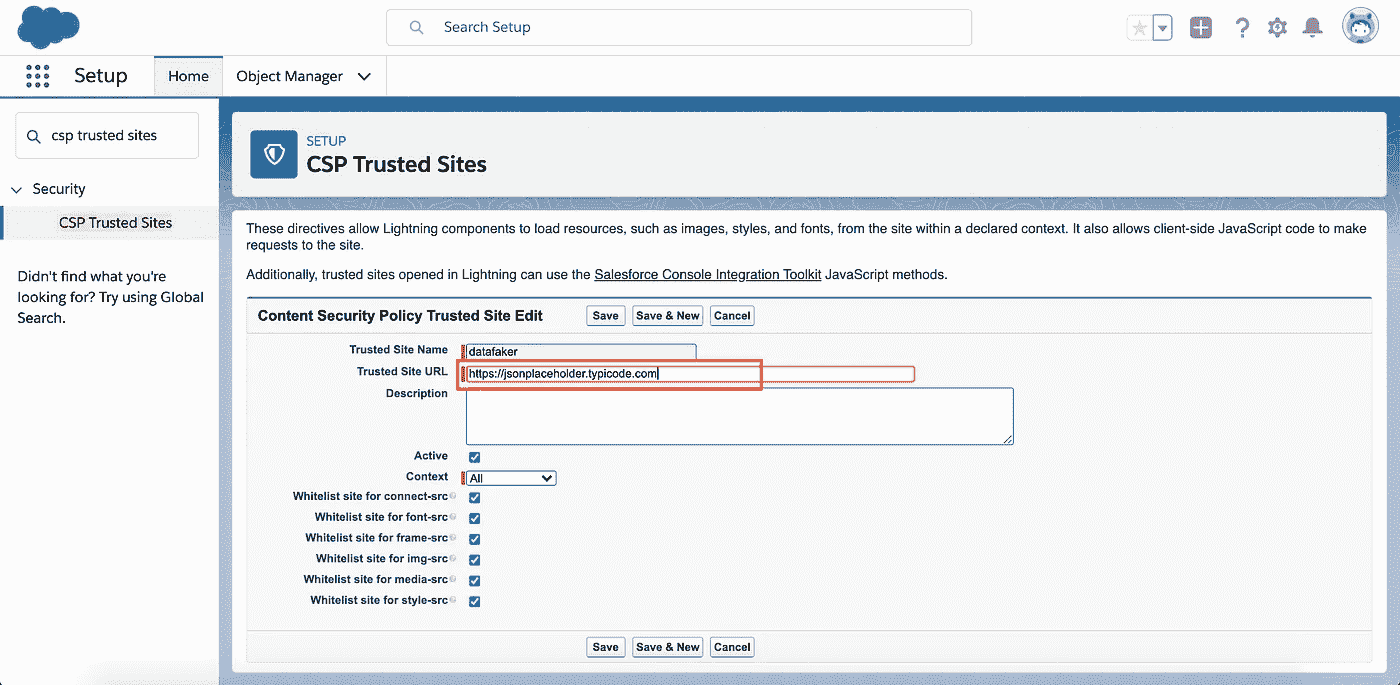 Search Setup
Setup
Home
Object Manager
csp trusted sites
Security
CSP Trusted Sites
Didn't find what you're
looking for? Try using Global
Search.
SETUP
CSP Trusted Sites
These directives allow Lightning components to load resources, such as images, styles, and fonts, from the site within a declared context. It also allows client-side JavaScript code to make
requests to the site.
Additionally, trusted sites opened in Lightning can use the Salesforce Console Integration Toolkit JavaScript methods.
Content Security Policy Trusted Site Edit Save Save & New Cancel
Trusted Site Name datafaker
Trusted Site URL https://jsonplaceholder.typicode.com
Description
Active
Context All
Whitelist site for connect-src
Whitelist site for font-src
Whitelist site for frame-src
Whitelist site for img-src
Whitelist site for media-src
Whitelist site for style-src
Save Save & New Cancel